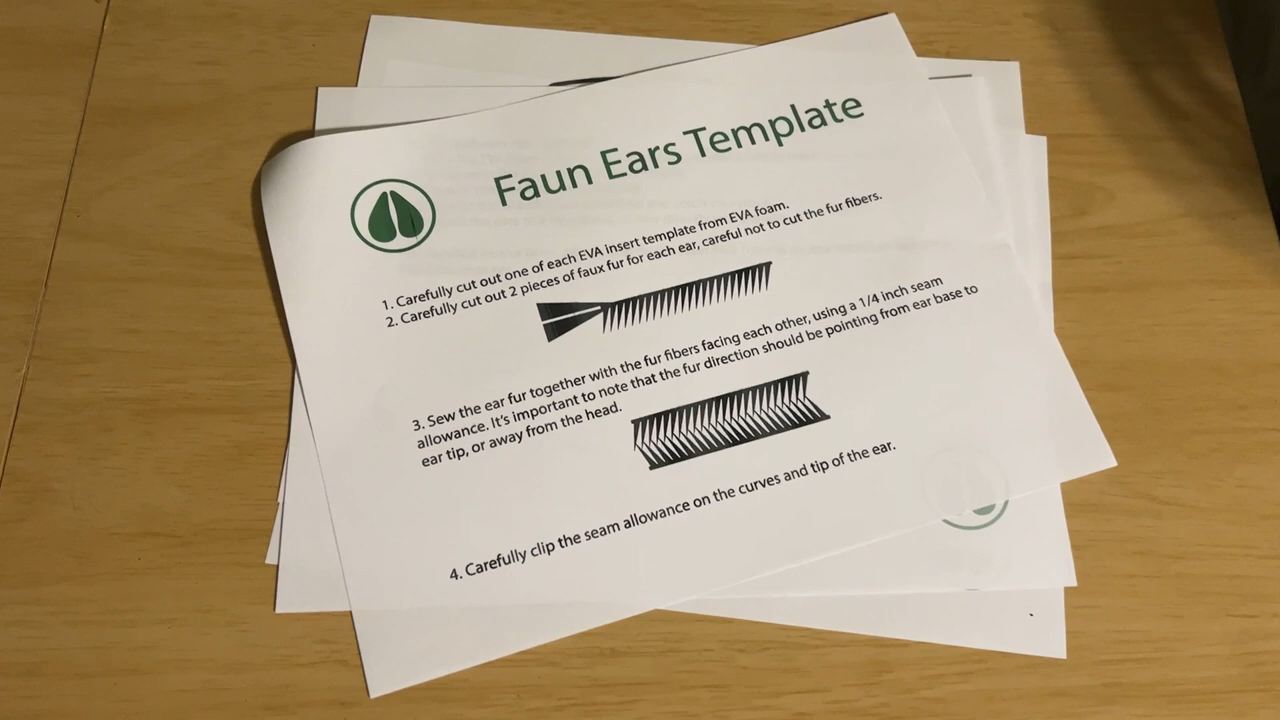 Faun Ears Template
1. Carefully cut out one of each EVA insert template from EVA foam.
2. Carefully cut out 2 pieces of faux fur for each ear, careful not to cut the fur fibers.
3. Sew the ear fur together with the fur fibers facing each other, using a 1/4 inch seam
allowance. It's important to note that the fur direction should be pointing from ear base to
ear tip, or away from the head.
4. Carefully clip the seam allowance on the curves and tip of the ear.